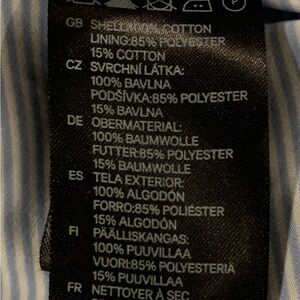 P
GB SHELL:100% COTTON
LINING:85% POLYESTER
15% COTTON
CZ SVRCHNÍ LÁTKA:
100% BAVLNA
PODŠÍVKA:85% POLYESTER
15% BAVLNA
DE OBERMATERIAL:
100% BAUMWOLLE
FUTTER:85% POLYESTER
15% BAUMWOLLE
ES TELA EXTERIOR:
100% ALGODÓN
FORRO:85% POLIÉSTER
15% ALGODÓN
FI PÄÄLLISKANGAS:
100% PUUVILLAA
VUORI:85% POLYESTERIA
15% PUUVILLAA
FR NETTOYER À SEC